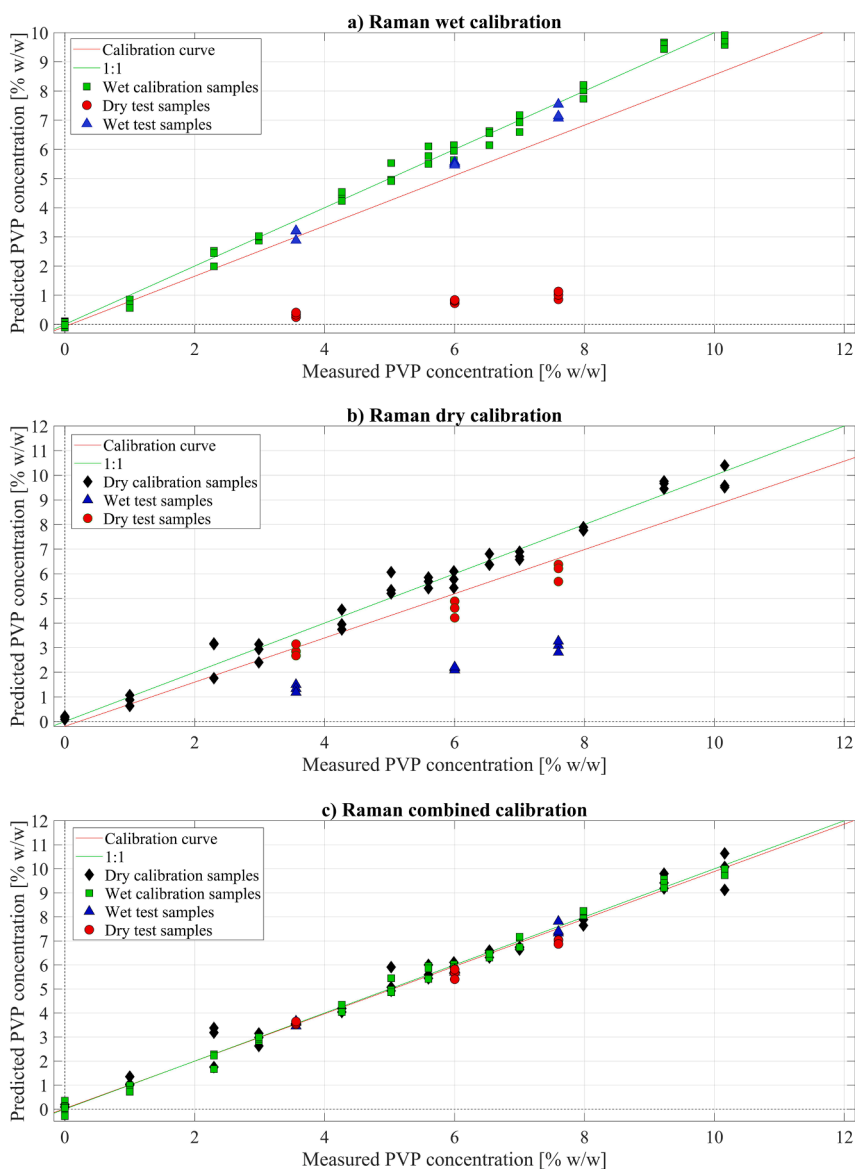 a) Raman wet calibration
10
9
8
7
6
5
4
3
2
1
0
Predicted PVP concentration [% w/w]
Calibration curve
1:1
Wet calibration samples
Dry test samples
Wet test samples
0 2 4 6 8 10 12
Measured PVP concentration [% w/w]
b) Raman dry calibration
12
11
10
9
8
7
6
5
4
3
2
1
0
Predicted PVP concentration [% w/w]
Calibration curve
1:1
Dry calibration samples
Wet test samples
Dry test samples
0 2 4 6 8 10 12
Measured PVP concentration [% w/w]
c) Raman combined calibration
12
11
10
9
8
7
6
5
4
3
2
1
0
Predicted PVP concentration [% w/w]
Calibration curve
1:1
Dry calibration samples
Wet calibration samples
Wet test samples
Dry test samples
0 2 4 6 8 10 12
Measured PVP concentration [% w/w]